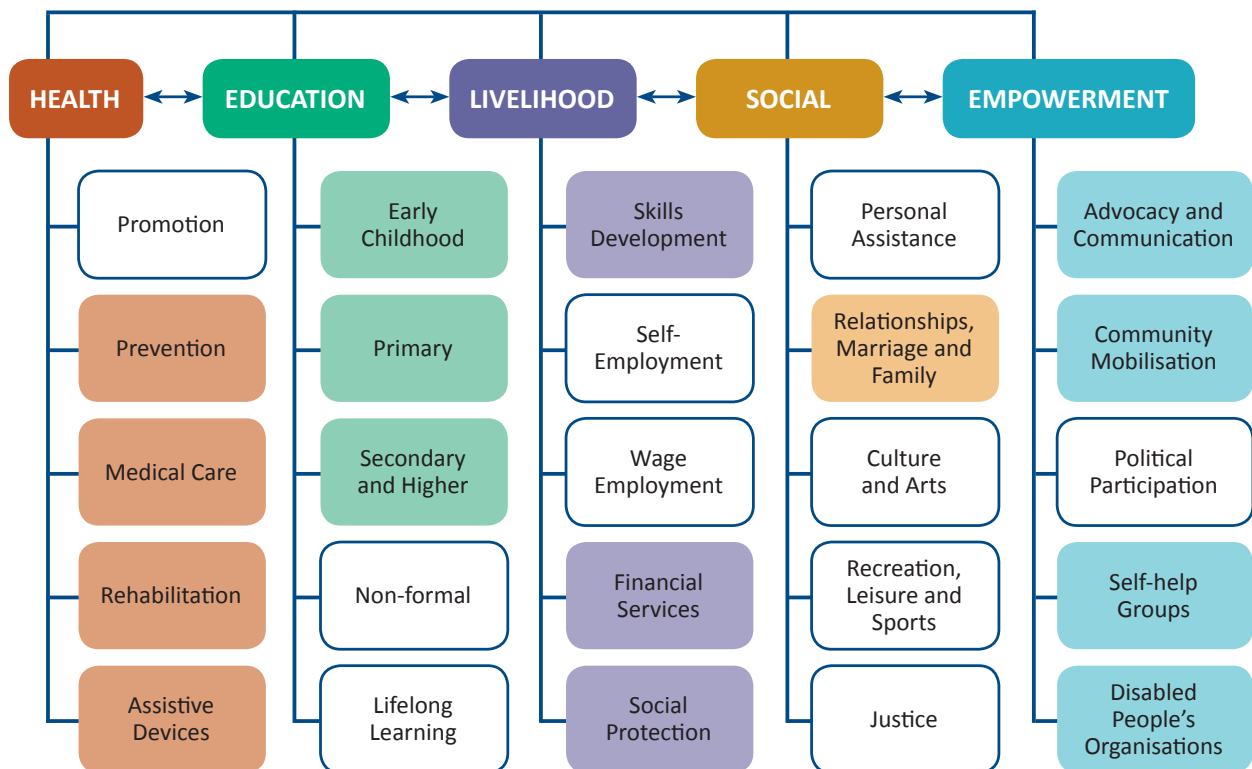 HEALTH
EDUCATION
LIVELIHOOD
SOCIAL
EMPOWERMENT
Promotion
Prevention
Medical Care
Rehabilitation
Assistive
Devices
Early
Childhood
Primary
Secondary
and Higher
Non-formal
Lifelong
Learning
Skills
Development
Self-
Employment
Wage
Employment
Financial
Services
Social
Protection
Personal
Assistance
Relationships,
Marriage and
Family
Culture
and Arts
Recreation,
Leisure and
Sports
Justice
Advocacy and
Communication
Community
Mobilisation
Political
Participation
Self-help
Groups
Disabled
People’s
Organisations